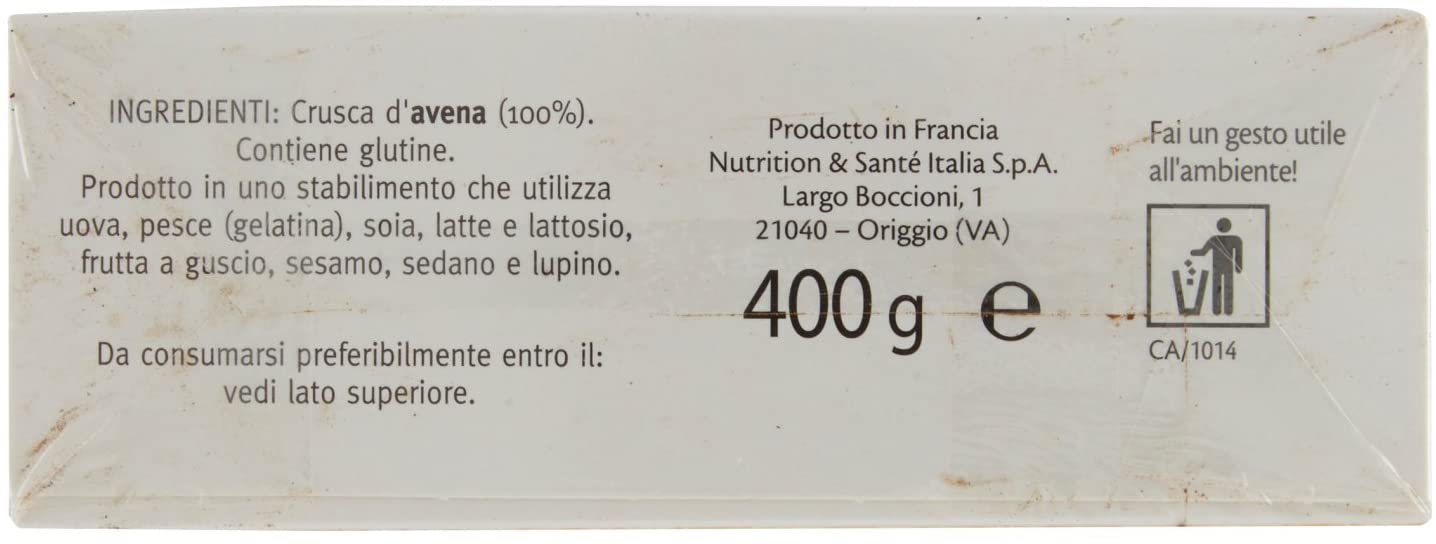 INGREDIENTI: Crusca d'avena (100%).
Contiene glutine.
Prodotto in uno stabilimento che utilizza
uova, pesce (gelatina), soia, latte e lattosio,
frutta a guscio, sesamo, sedano e lupino.
Da consumarsi preferibilmente entro il:
vedi lato superiore.
Prodotto in Francia
Nutrition & Santé Italia S.p.A.
Largo Boccioni, 1
21040 – Origgio (VA)
400 g e
Fai un gesto utile
all'ambiente!
CA/1014